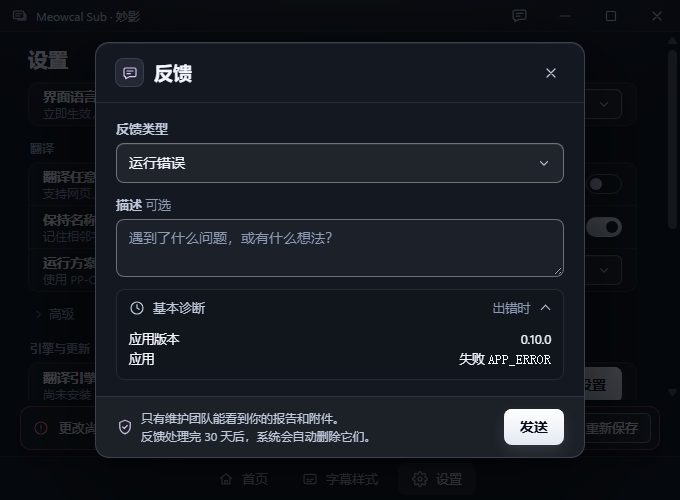 Meowcal Sub · 妙影
设置
界面语言
立即生效,
翻译
翻译任意
支持网页,
保持名称
记住相邻
运行方案
使用 PP-O
高级
引擎与更新
翻译引擎
尚未安装
设置
更改尚
重新保存
首页
字幕样式
设置
反馈
反馈类型
运行错误
描述 可选
遇到了什么问题，或有什么想法？
基本诊断
出错时
应用版本
0.10.0
应用
失败 APP_ERROR
只有维护团队能看到你的报告和附件。
反馈处理完 30 天后，系统会自动删除它们。
发送